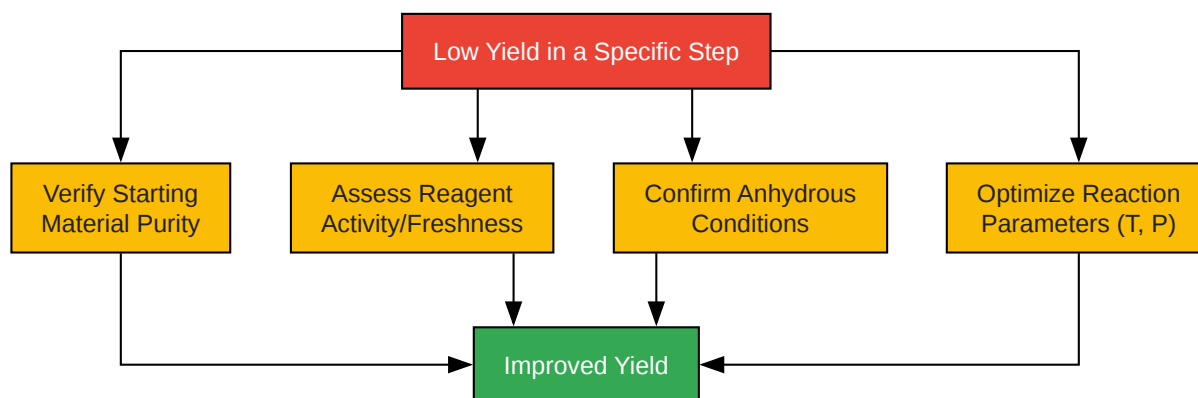 Low Yield in a Specific Step
Verify Starting
Material Purity
Assess Reagent
Activity/Freshness
Confirm Anhydrous
Conditions
Optimize Reaction
Parameters (T, P)
Improved Yield